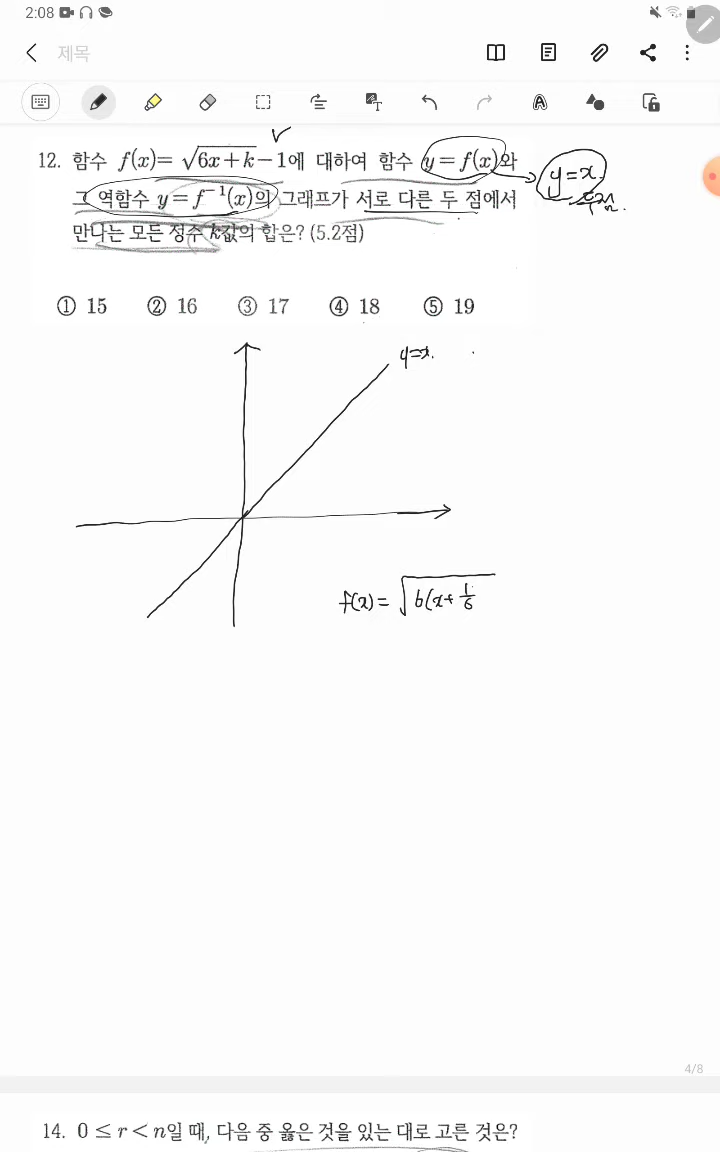 2:08
제목
12. 함수 f(x)= √(6x+k)−1에 대하여 함수 y=f(x)와
그 역함수 y=f⁻¹(x)의 그래프가 서로 다른 두 점에서
만나는 모든 정수 k값의 합은? (5.2점)
y=x.
① 15 ② 16 ③ 17 ④ 18 ⑤ 19
y=x.
f(x)= √6(x+ 1/6
4/8
14. 0≤r<n일 때, 다음 중 옳은 것을 있는 대로 고른 것은?